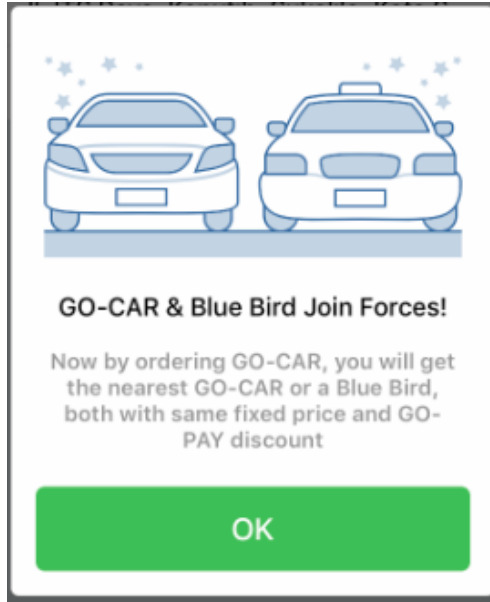 GO-CAR & Blue Bird Join Forces!
Now by ordering GO-CAR, you will get
the nearest GO-CAR or a Blue Bird,
both with same fixed price and GO-
PAY discount
OK